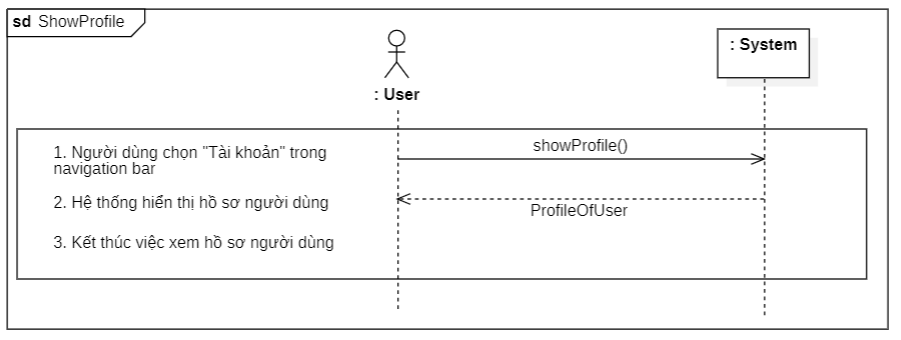 sd ShowProfile
: User
: System
1. Người dùng chọn "Tài khoản" trong
navigation bar
showProfile()
2. Hệ thống hiển thị hồ sơ người dùng
ProfileOfUser
3. Kết thúc việc xem hồ sơ người dùng